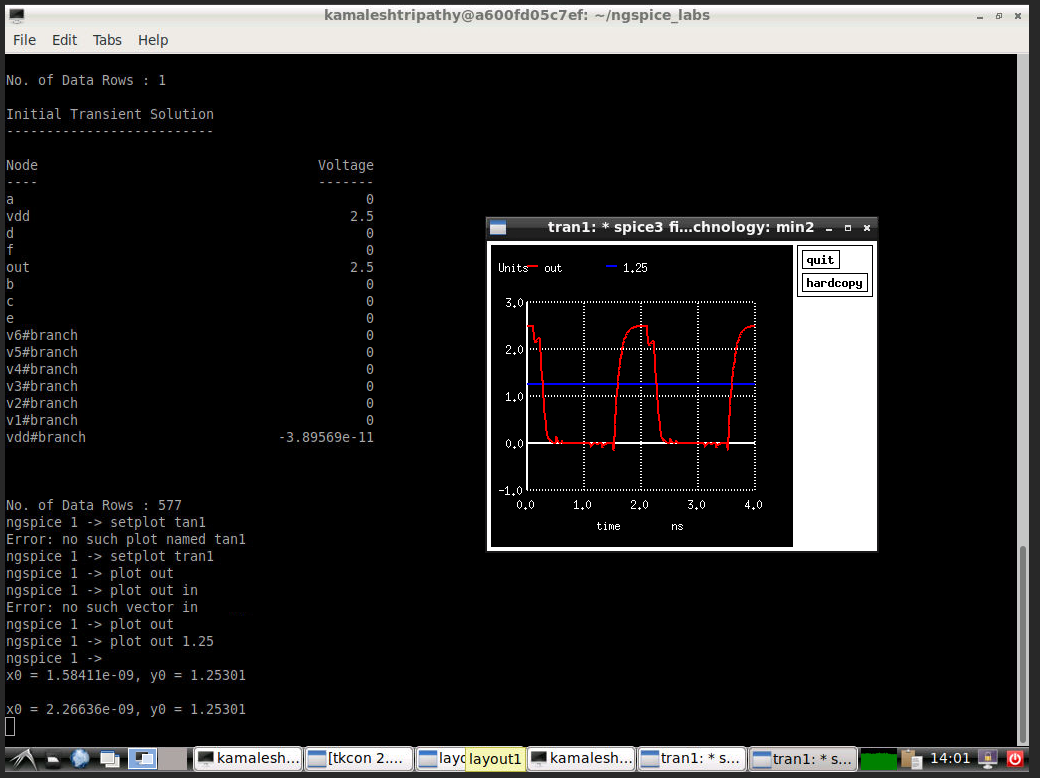 kamaleshtripathy@a600fd05c7ef: ~/ngspice_labs
File Edit Tabs Help
No. of Data Rows : 1
Initial Transient Solution
--------------------------
Node Voltage
---- -------
a 0
vdd 2.5
d 0
f 0
out 2.5
b 0
c 0
e 0
v6#branch 0
v5#branch 0
v4#branch 0
v3#branch 0
v2#branch 0
v1#branch 0
vdd#branch -3.89569e-11
No. of Data Rows : 577
ngspice 1 -> setplot tan1
Error: no such plot named tan1
ngspice 1 -> setplot tran1
ngspice 1 -> plot out
ngspice 1 -> plot out in
Error: no such vector in
ngspice 1 -> plot out
ngspice 1 -> plot out 1.25
ngspice 1 ->
x0 = 1.58411e-09, y0 = 1.25301
x0 = 2.26636e-09, y0 = 1.25301
tran1: * spice3 fi...chnology: min2
quit
hardcopy
Units out 1.25
3.0
2.0
1.0
0.0
-1.0
0.0 1.0 2.0 3.0 4.0
time ns
kamalesh... [tkcon 2.... layo layout1 kamalesh... tran1: * s... tran1: * s... 14:01